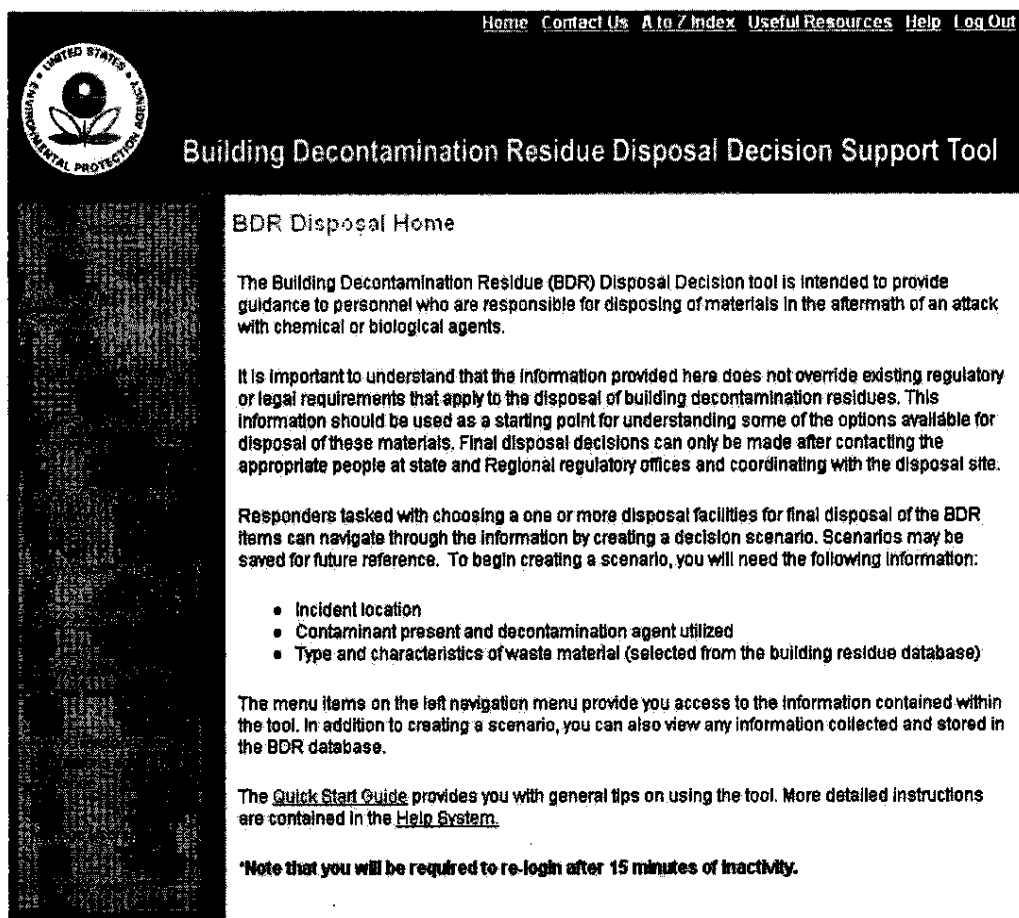 Home Contact Us A to Z Index Useful Resources Help Log Out
UNITED STATES
ENVIRONMENTAL PROTECTION AGENCY
Building Decontamination Residue Disposal Decision Support Tool
BDR Disposal Home
The Building Decontamination Residue (BDR) Disposal Decision tool is intended to provide
guidance to personnel who are responsible for disposing of materials in the aftermath of an attack
with chemical or biological agents.
It is important to understand that the information provided here does not override existing regulatory
or legal requirements that apply to the disposal of building decontamination residues. This
information should be used as a starting point for understanding some of the options available for
disposal of these materials. Final disposal decisions can only be made after contacting the
appropriate people at state and Regional regulatory offices and coordinating with the disposal site.
Responders tasked with choosing a one or more disposal facilities for final disposal of the BDR
items can navigate through the information by creating a decision scenario. Scenarios may be
saved for future reference. To begin creating a scenario, you will need the following information:
• Incident location
• Contaminant present and decontamination agent utilized
• Type and characteristics of waste material (selected from the building residue database)
The menu items on the left navigation menu provide you access to the information contained within
the tool. In addition to creating a scenario, you can also view any information collected and stored in
the BDR database.
The Quick Start Guide provides you with general tips on using the tool. More detailed instructions
are contained in the Help System.
*Note that you will be required to re-login after 15 minutes of inactivity.